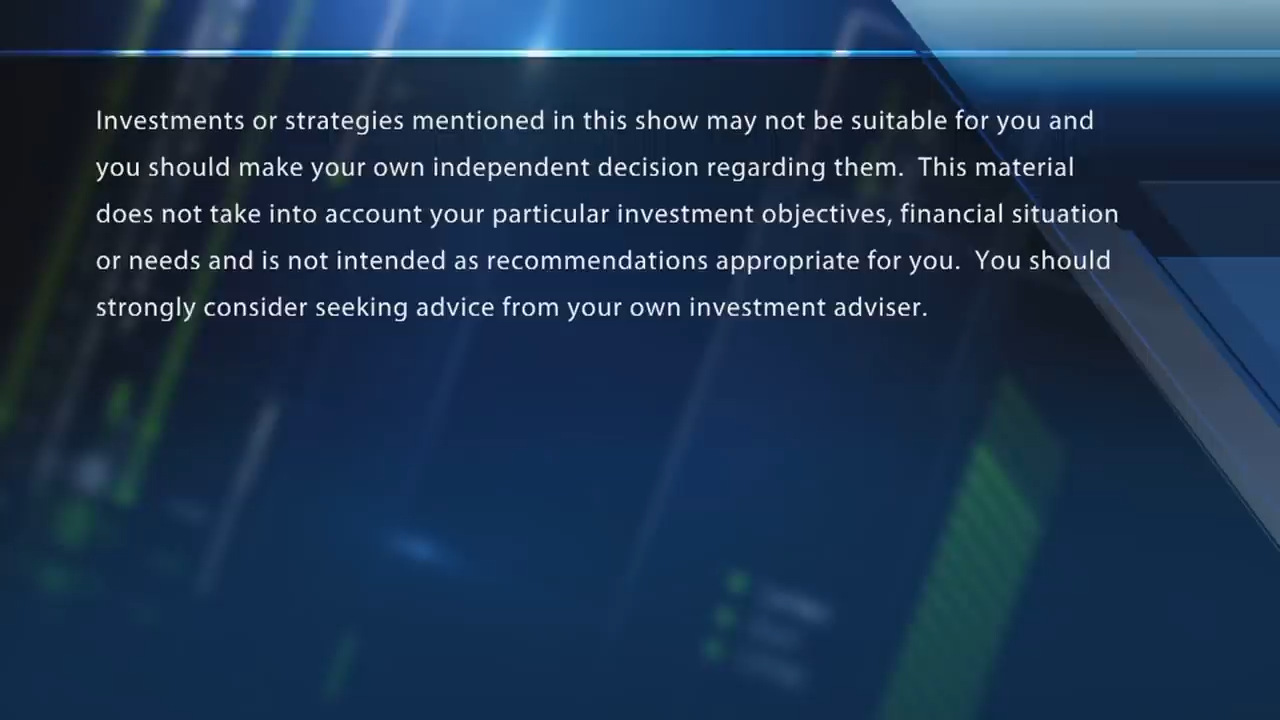 Investments or strategies mentioned in this show may not be suitable for you and
you should make your own independent decision regarding them.  This material
does not take into account your particular investment objectives, financial situation
or needs and is not intended as recommendations appropriate for you.  You should
strongly consider seeking advice from your own investment adviser.